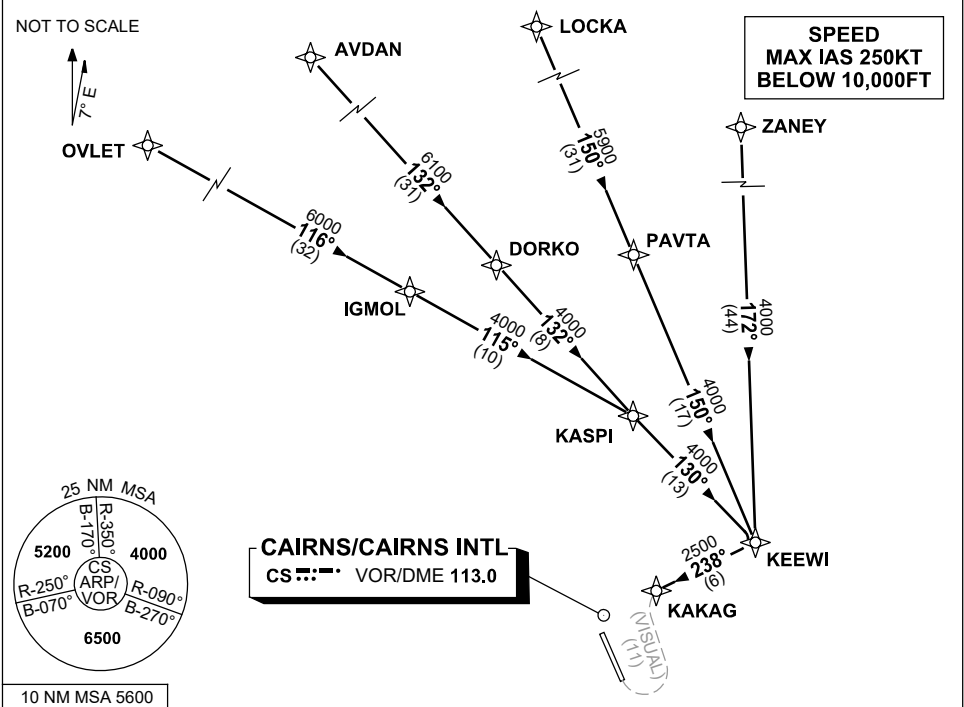 NOT TO SCALE
7° E
AVDAN
LOCKA
SPEED
MAX IAS 250KT
BELOW 10,000FT
OVLET
ZANEY
6100
132°
(31)
5900
150°
(31)
6000
116°
(32)
DORKO
PAVTA
IGMOL
4000
115°
(10)
4000
132°
(8)
4000
172°
(44)
KASPI
4000
150°
(17)
4000
130°
(13)
25 NM MSA
B-170°
R-350°
5200
4000
CS
ARP/
VOR
R-250°
B-070°
R-090°
B-270°
6500
10 NM MSA 5600
CAIRNS/CAIRNS INTL
CS VOR/DME 113.0
2500
238°
(6)
KEEWI
KAKAG
(VISUAL)
(11)